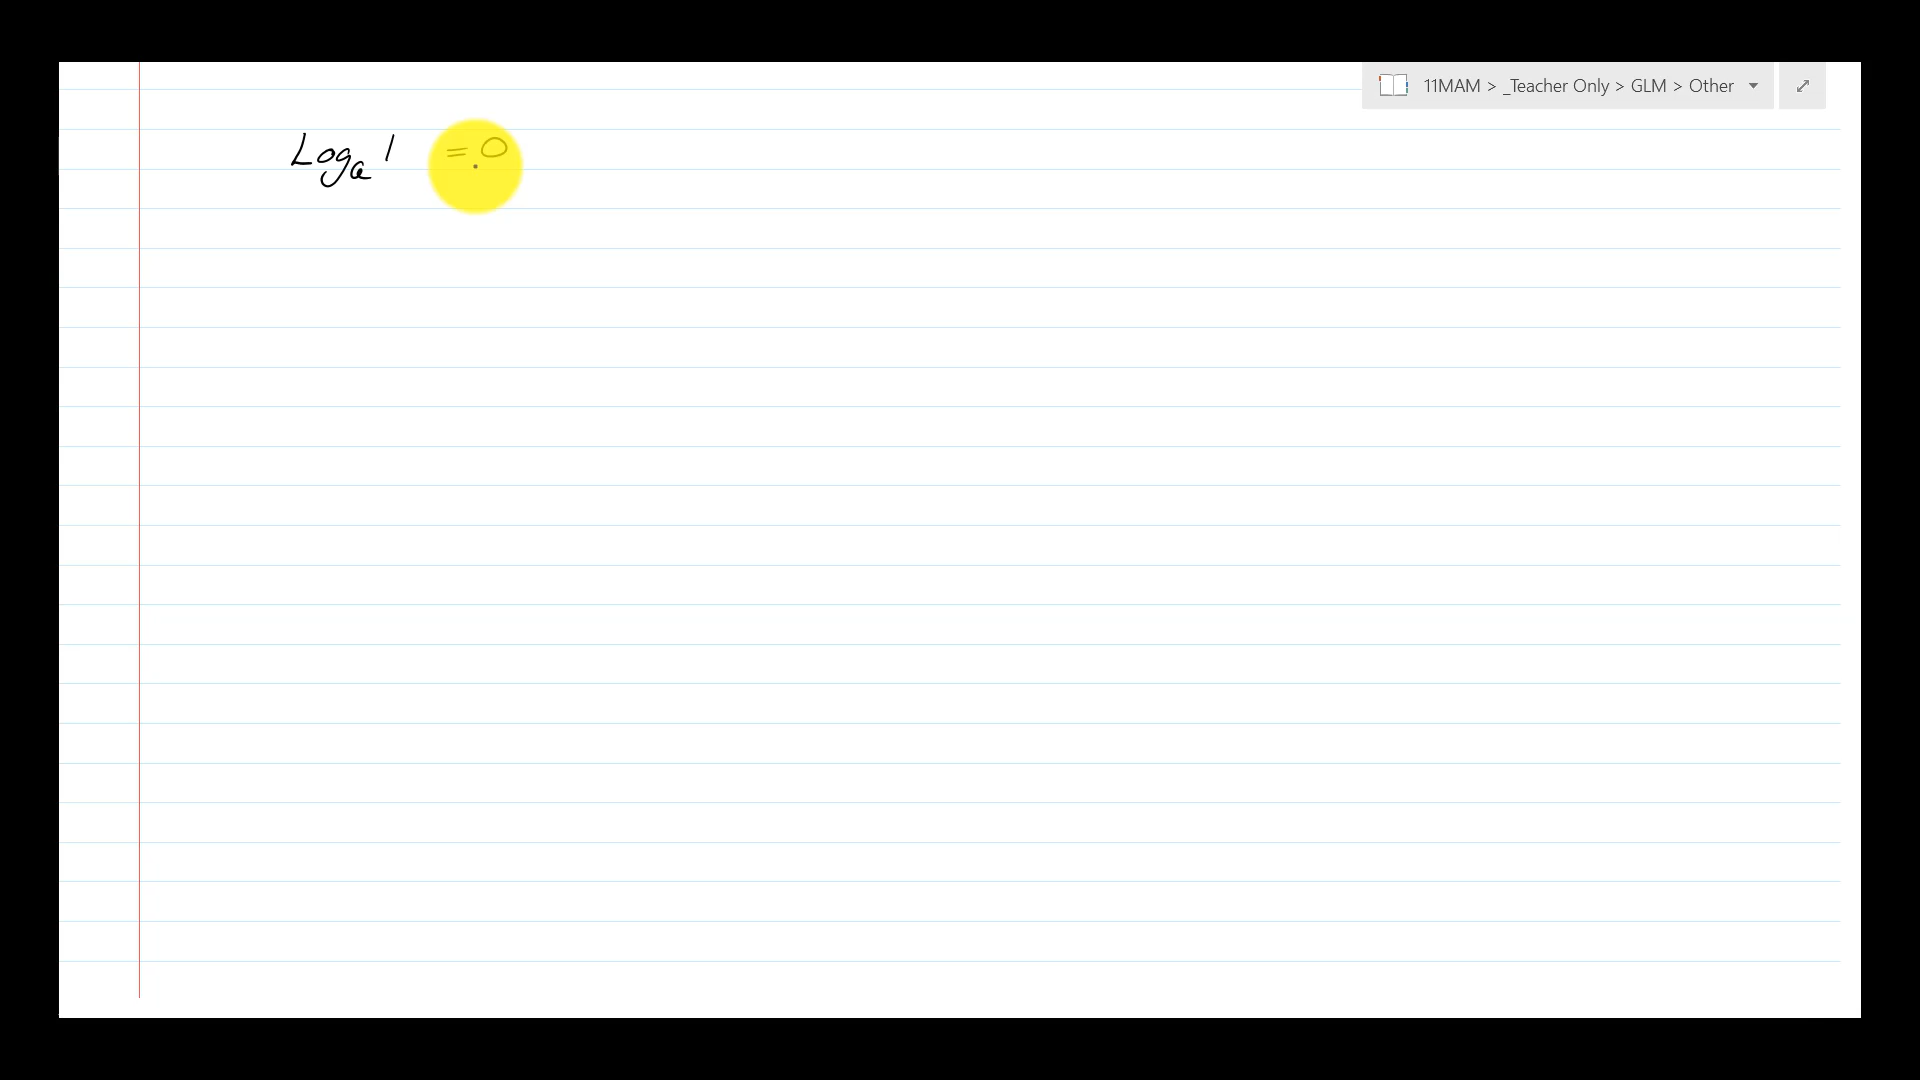 11MAM > _Teacher Only > GLM > Other
Logₐ 1 = 0